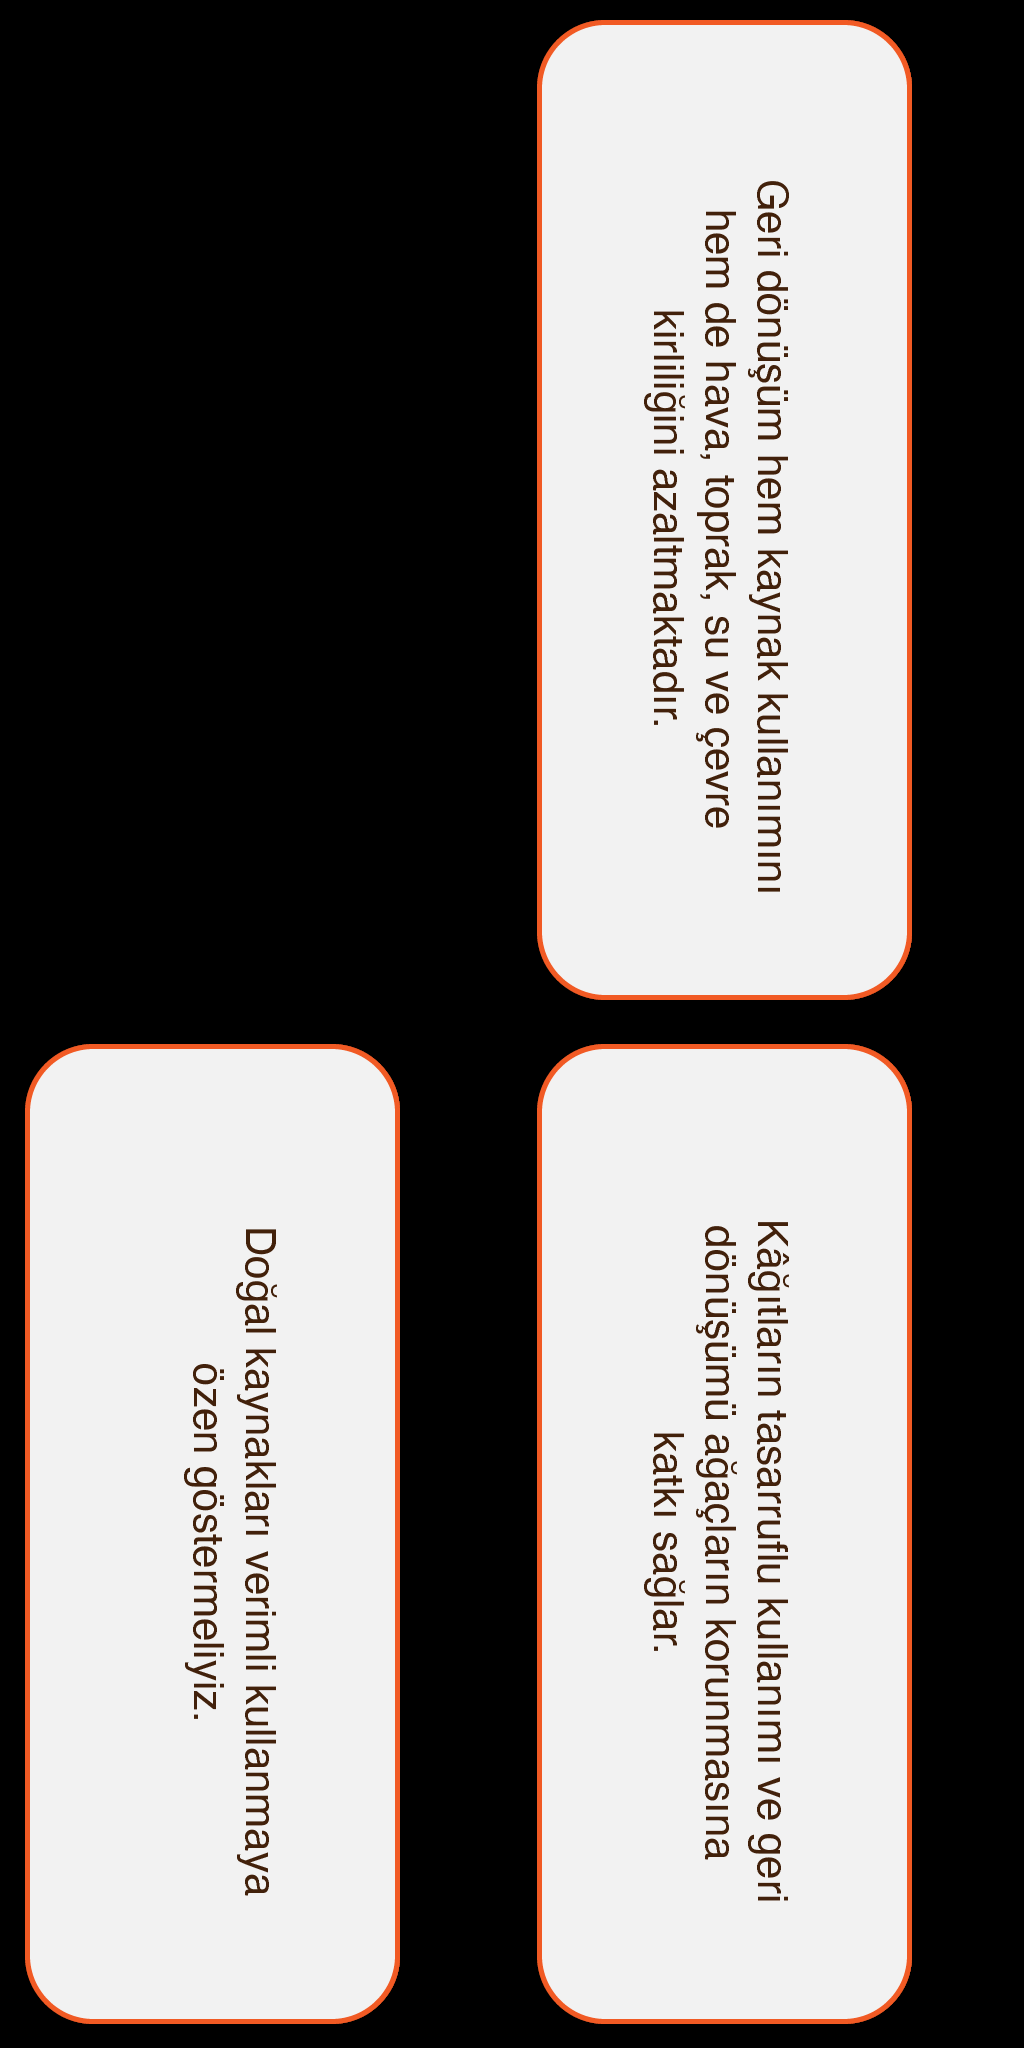 Geri dönüşüm hem kaynak kullanımını
hem de hava, toprak, su ve çevre
kirliliğini azaltmaktadır.
Kâğıtların tasarruflu kullanımı ve geri
dönüşümü ağaçların korunmasına
katkı sağlar.
Doğal kaynakları verimli kullanmaya
özen göstermeliyiz.